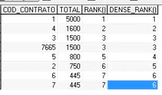 COD_CONTRATO TOTAL RANK() DENSE_RANK()
1 5000 1 1
4 1600 2 2
3 1500 3 3
7665 1500 3 3
5 800 5 4
2 750 6 5
6 445 7 6
7 445 7 6